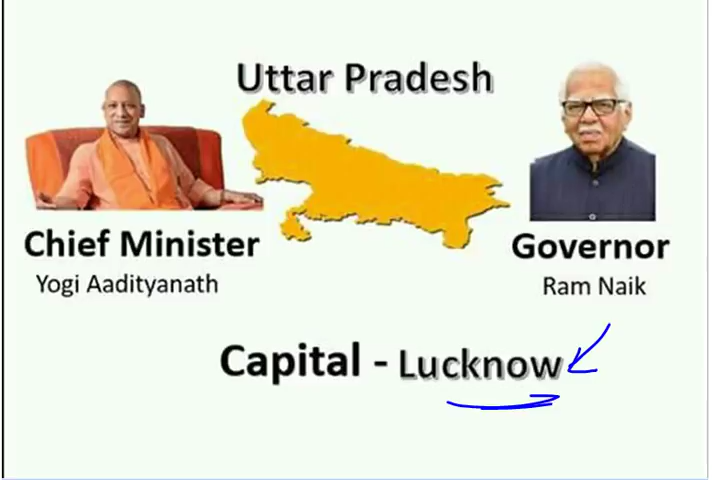 Uttar Pradesh
Chief Minister
Yogi Aadityanath
Governor
Ram Naik
Capital - Lucknow